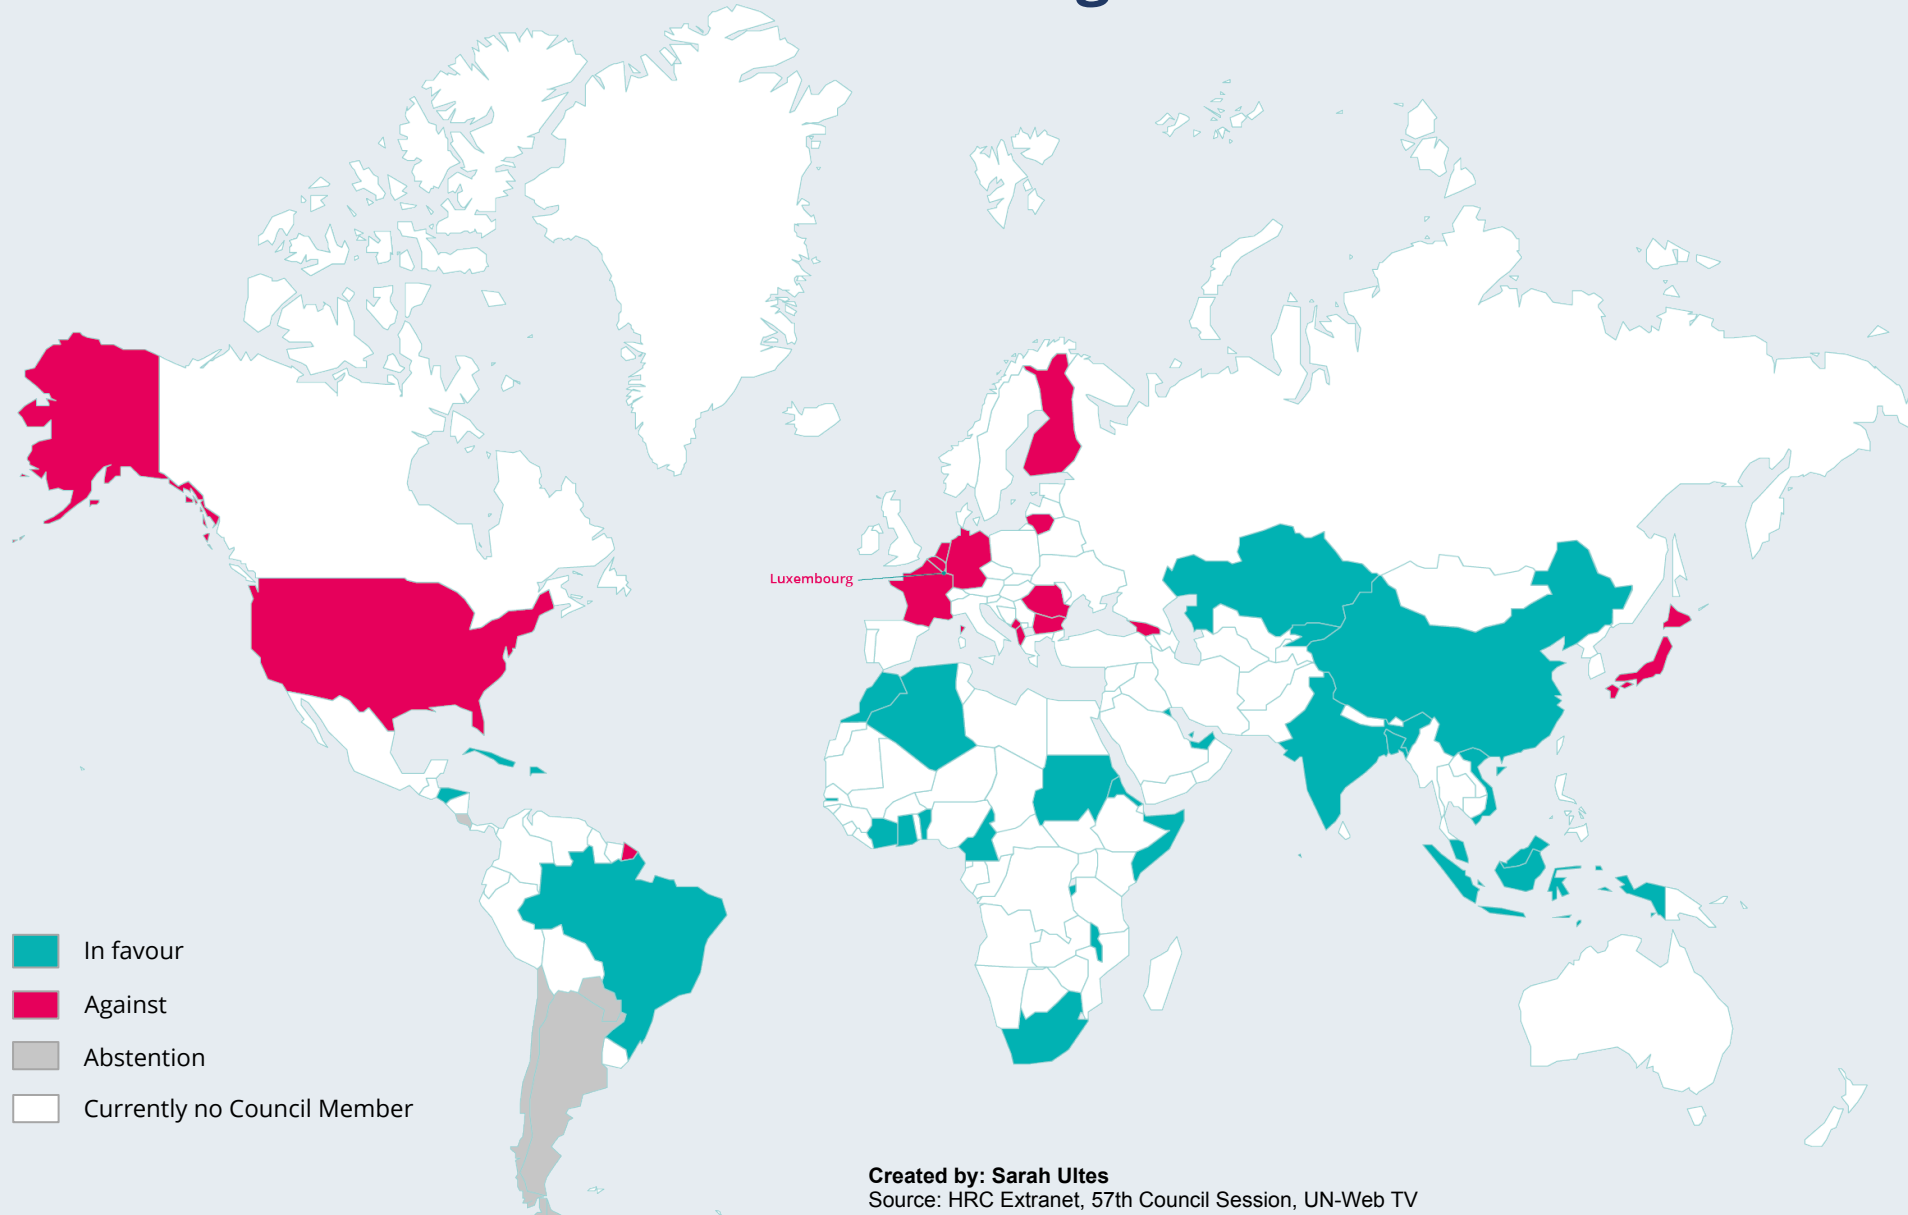 Luxembourg
In favour
Against
Abstention
Currently no Council Member
Created by: Sarah Ultes
Source: HRC Extranet, 57th Council Session, UN-Web TV